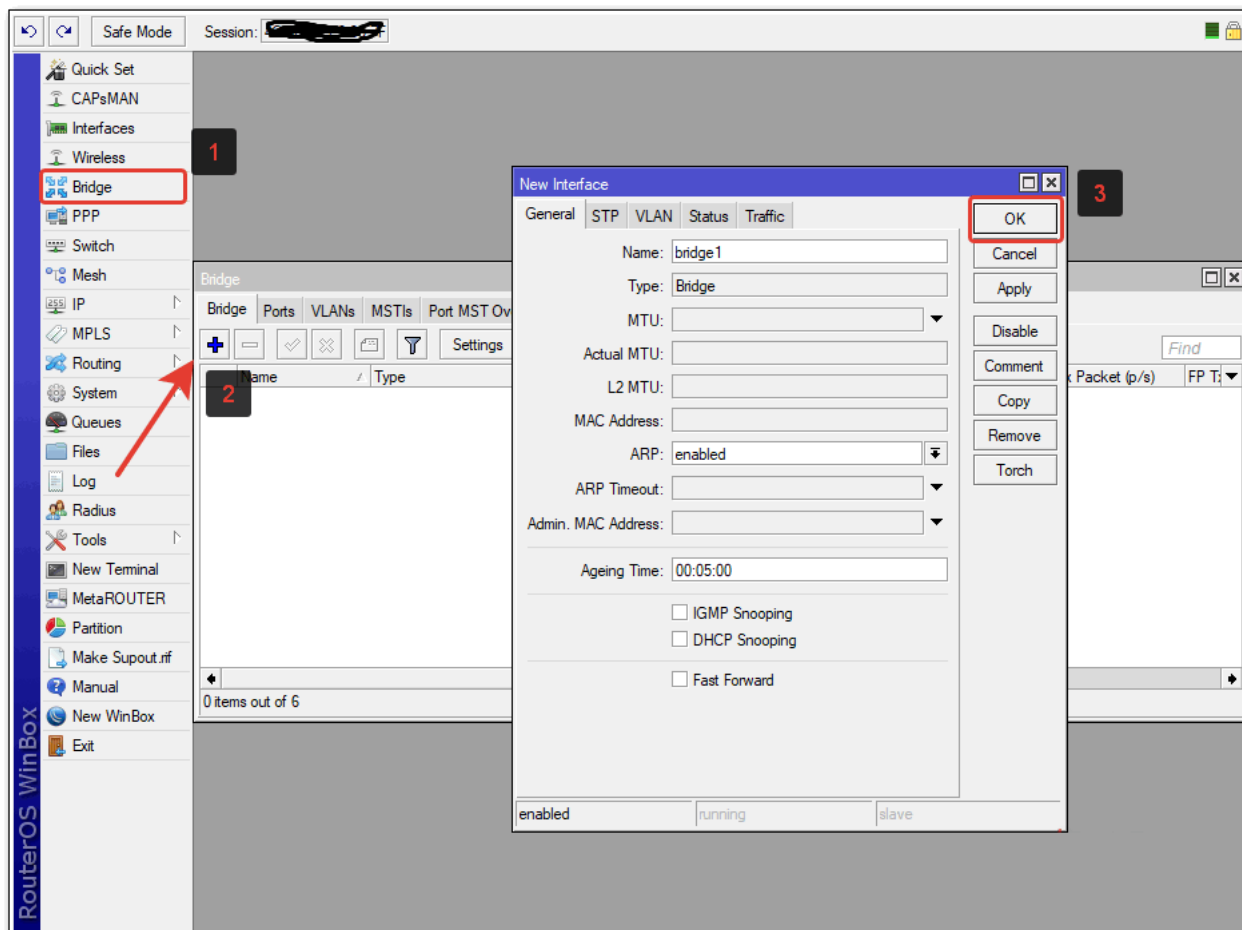 Safe Mode Session:
Quick Set
CAPsMAN
Interfaces
Wireless
1
Bridge
PPP
Switch
Mesh
255 IP
MPLS
Routing
System
Queues
Files
Log
Radius
Tools
New Terminal
MetaROUTER
Partition
Make Supout.rif
Manual
New WinBox
Exit
RouterOS WinBox
Bridge
Bridge Ports VLANs MSTIs Port MST Ov
Settings
Find
Name Type
Packet (p/s) FP T
2
0 items out of 6
New Interface
3
General STP VLAN Status Traffic
Name: bridge1
Type: Bridge
MTU:
Actual MTU:
L2 MTU:
MAC Address:
ARP: enabled
ARP Timeout:
Admin. MAC Address:
Ageing Time: 00:05:00
IGMP Snooping
DHCP Snooping
Fast Forward
OK
Cancel
Apply
Disable
Comment
Copy
Remove
Torch
enabled running slave